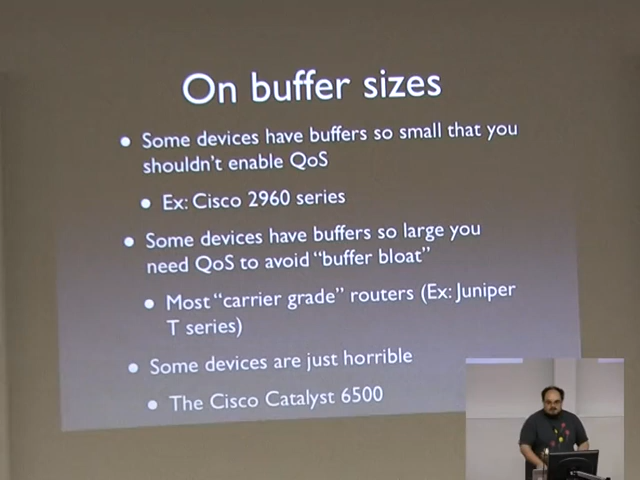 On buffer sizes
• Some devices have buffers so small that you
shouldn't enable QoS
• Ex: Cisco 2960 series
• Some devices have buffers so large you
need QoS to avoid "buffer bloat"
• Most "carrier grade" routers (Ex: Juniper
T series)
• Some devices are just horrible
• The Cisco Catalyst 6500